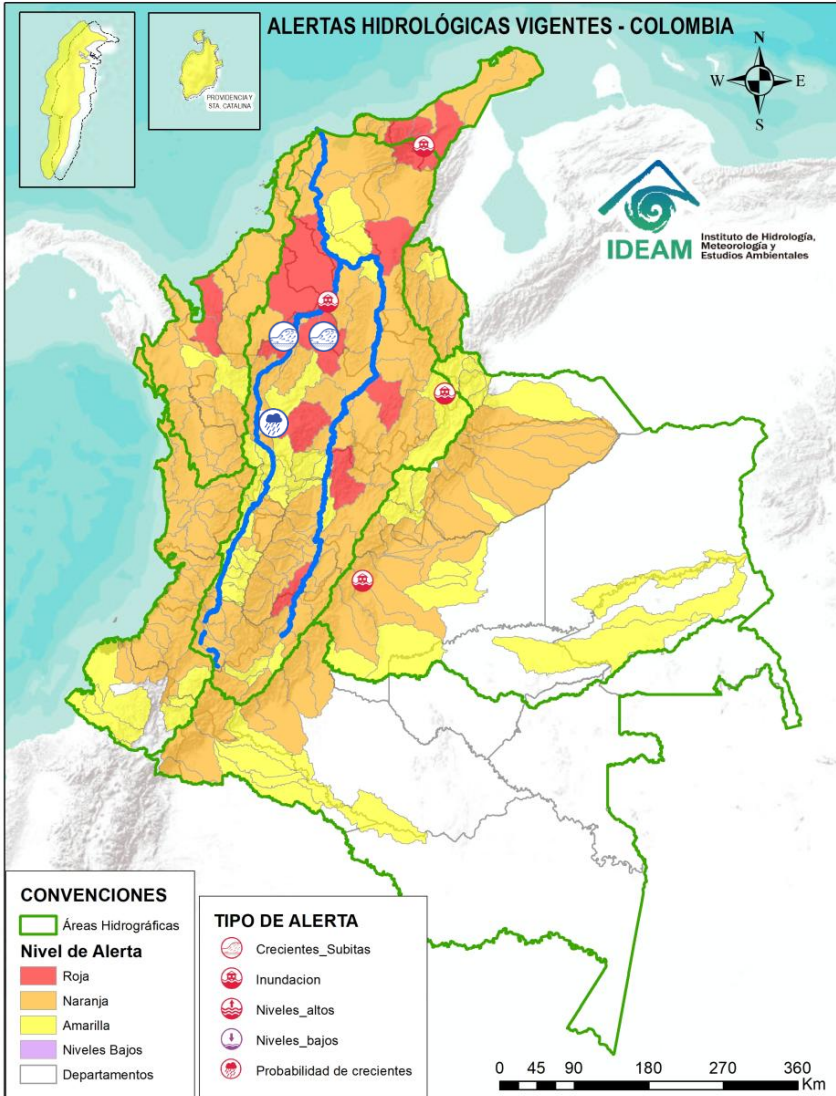 ALERTAS HIDROLÓGICAS VIGENTES - COLOMBIA
PROVIDENCIA Y
STA. CATALINA
N
W
E
S
IDEAM
Instituto de Hidrología,
Meteorología y
Estudios Ambientales
CONVENCIONES
Áreas Hidrográficas
Nivel de Alerta
Roja
Naranja
Amarilla
Niveles Bajos
Departamentos
TIPO DE ALERTA
Crecientes_Subitas
Inundacion
Niveles_altos
Niveles_bajos
Probabilidad de crecientes
0 45 90 180 270 360
Km